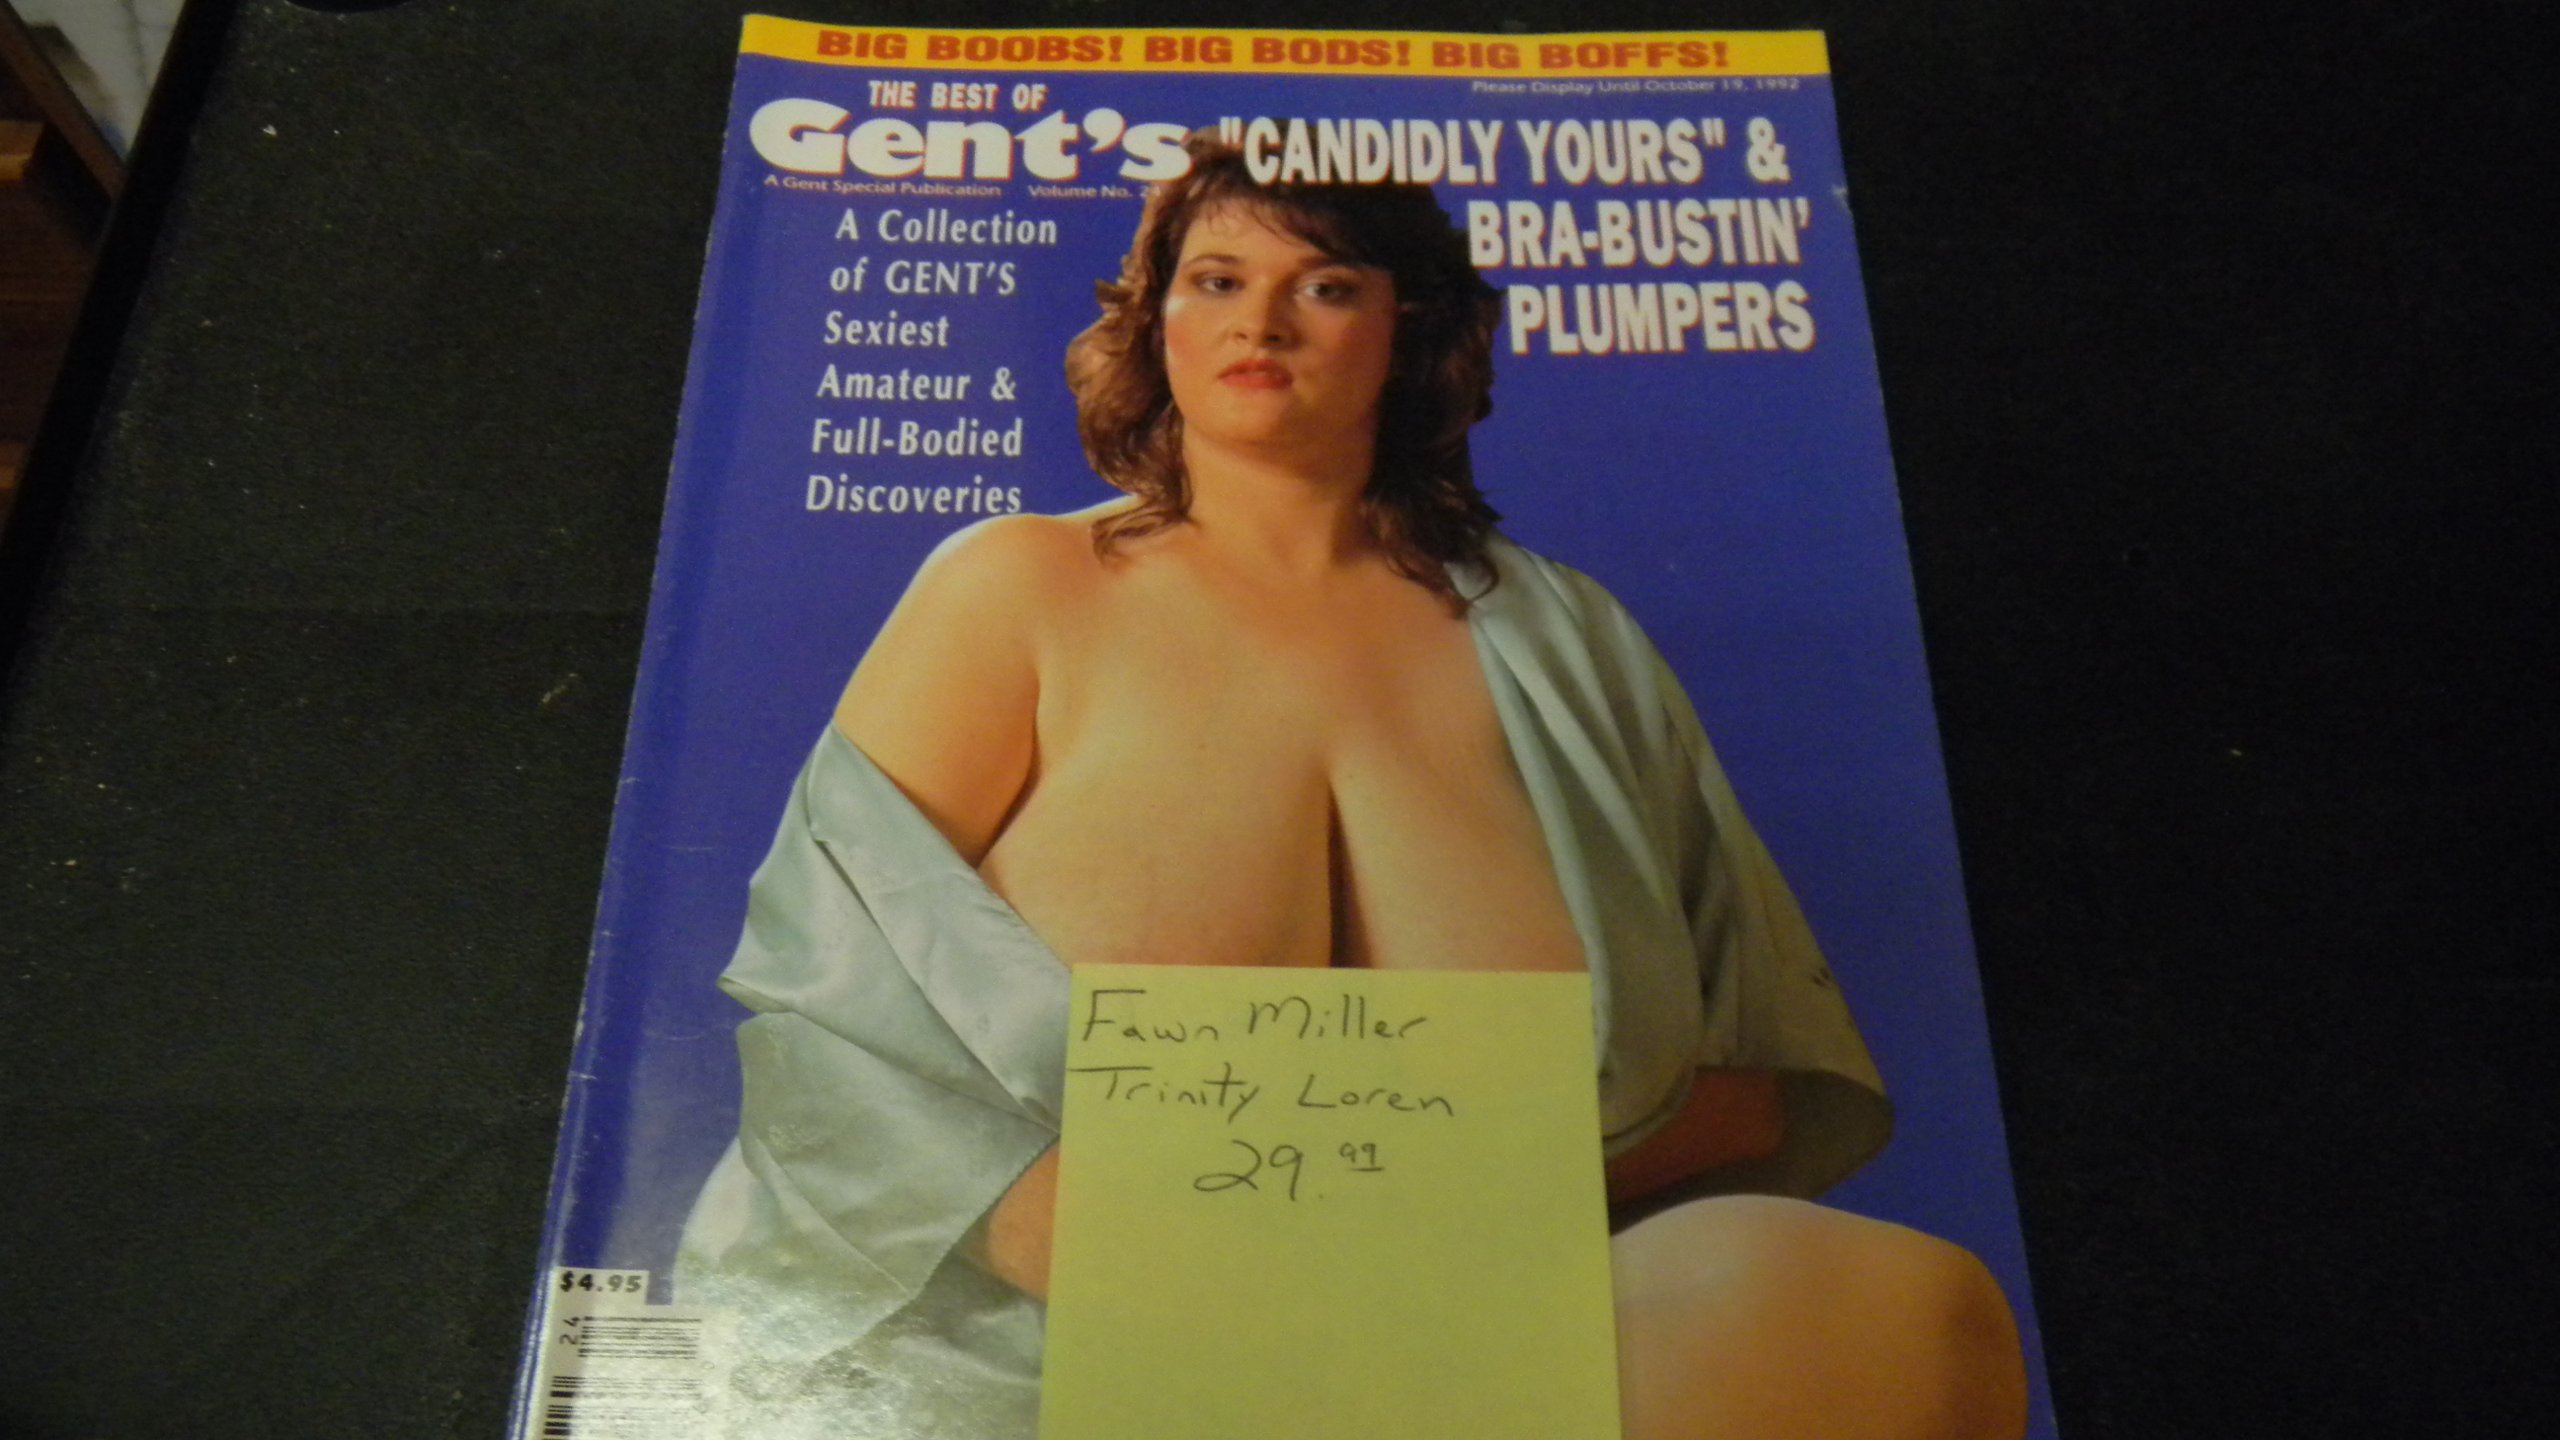 BIG BOOBS! BIG BODS! BIG BOFFS!
Please Display Until October 19, 1992
THE BEST OF
Gent's "CANDIDLY YOURS" &
A Gent Special Publication Volume No. 24
BRA-BUSTIN'
PLUMPERS
A Collection
of GENT'S
Sexiest
Amateur &
Full-Bodied
Discoveries
Fawn Miller
Trinity Loren
29.99
$4.95
24